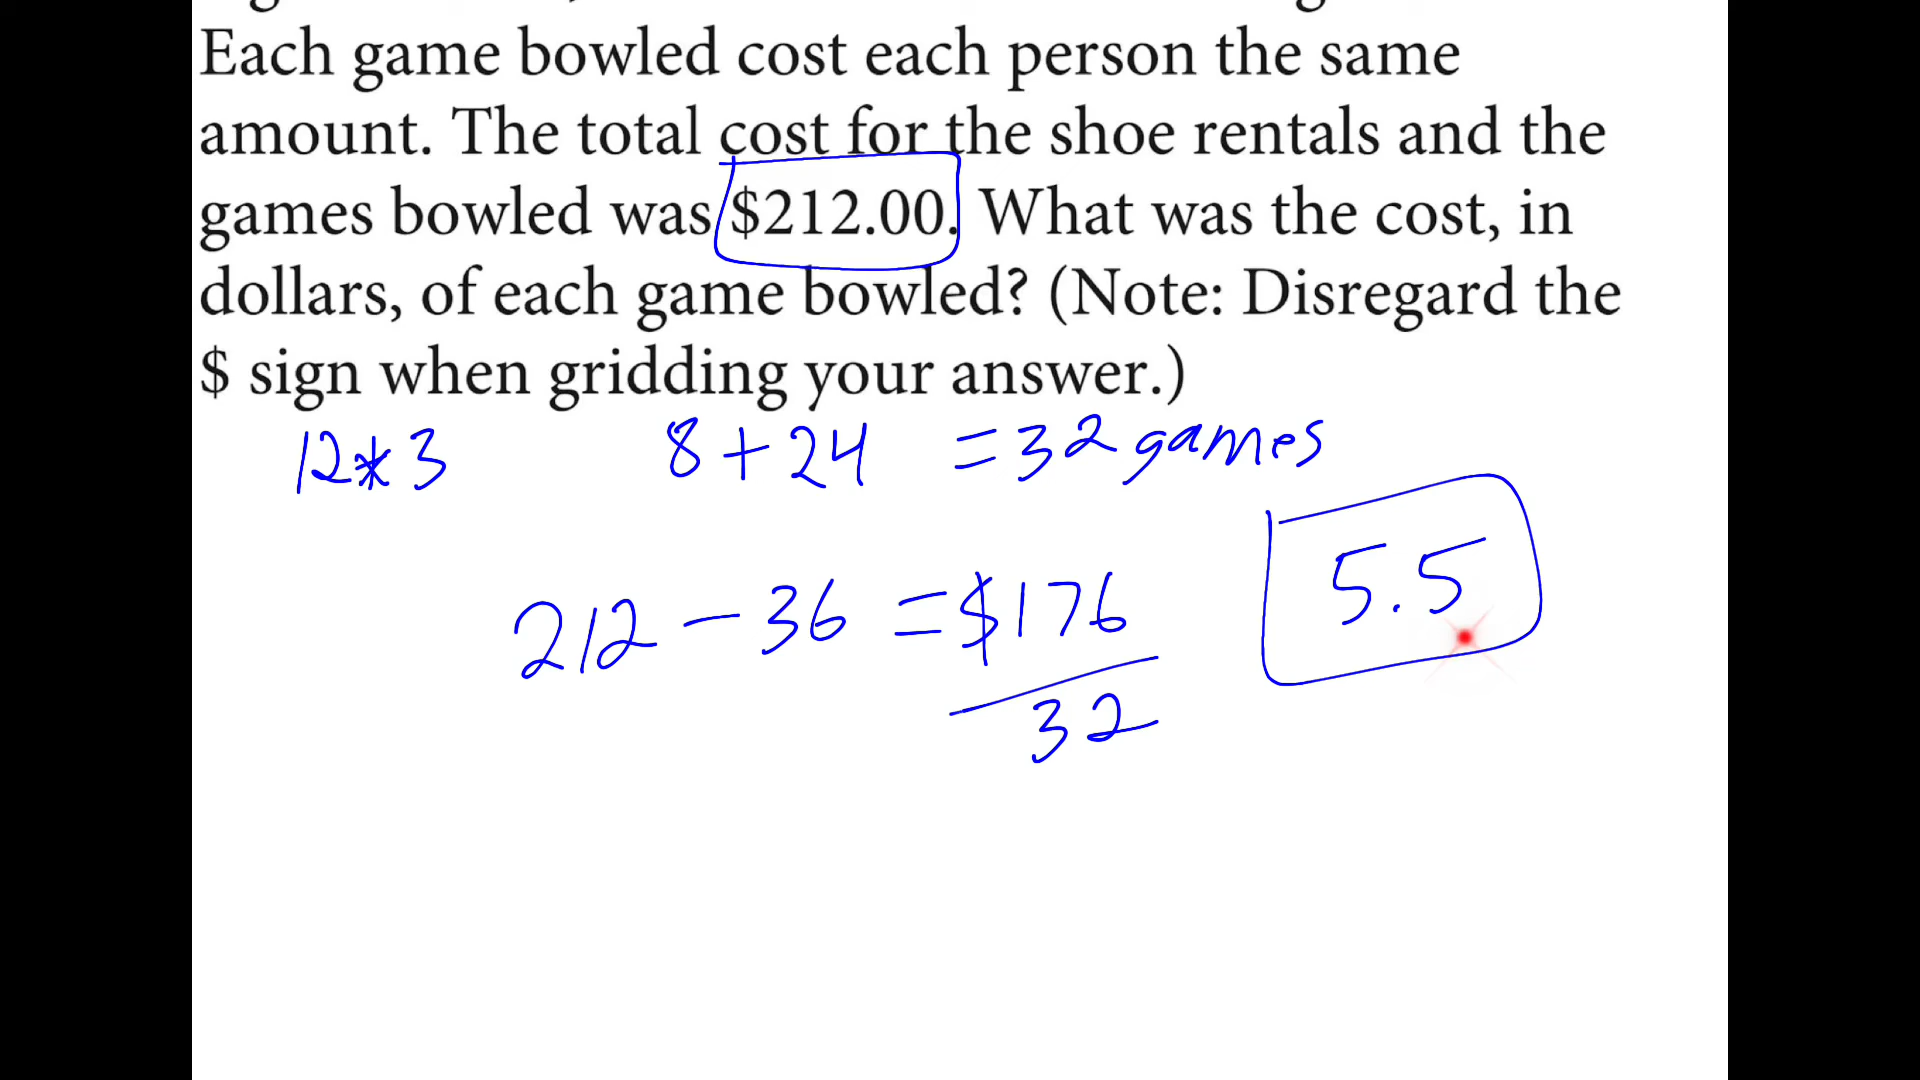 Each game bowled cost each person the same
amount. The total cost for the shoe rentals and the
games bowled was $212.00. What was the cost, in
dollars, of each game bowled? (Note: Disregard the
$ sign when gridding your answer.)
12*3 8+24 =32 games
5.5
212-36=$176
32